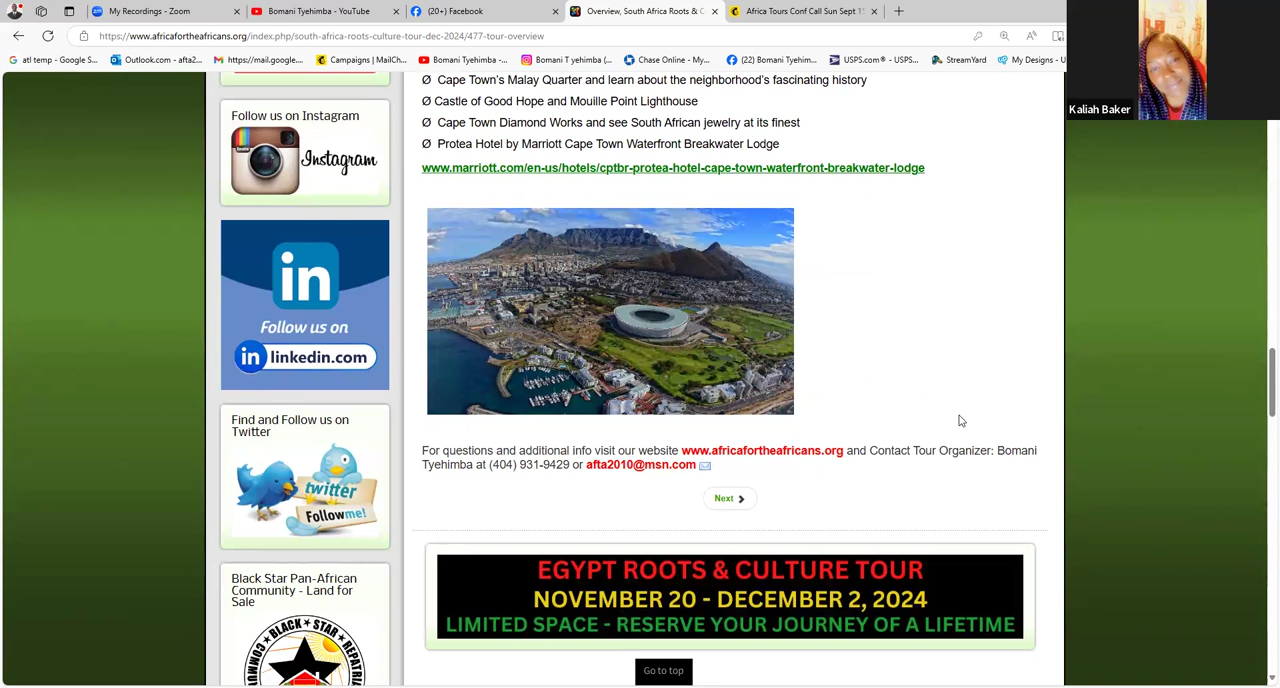 My Recordings - Zoom
Bomani Tyehimba - YouTube
(20+) Facebook
Overview, South Africa Roots & C
Africa Tours Conf Call Sun Sept 15
https://www.africafortheafricans.org/index.php/south-africa-roots-culture-tour-dec-2024/477-tour-overview
atl temp - Google S...
Outlook.com - afta2...
https://mail.google....
Campaigns | MailCh...
Bomani Tyehimba -...
Bomani T yehimba (...
Chase Online - My...
(22) Bomani Tyehim...
USPS.com® - USPS...
StreamYard
My Designs -
Kaliah Baker
Ø Cape Town's Malay Quarter and learn about the neighborhood's fascinating history
Ø Castle of Good Hope and Mouille Point Lighthouse
Ø Cape Town Diamond Works and see South African jewelry at its finest
Ø Protea Hotel by Marriott Cape Town Waterfront Breakwater Lodge
www.marriott.com/en-us/hotels/cptbr-protea-hotel-cape-town-waterfront-breakwater-lodge
Follow us on Instagram
Instagram
in
Follow us on
in linkedin.com
Find and Follow us on
Twitter
twitter
Follow me!
For questions and additional info visit our website www.africafortheafricans.org and Contact Tour Organizer: Bomani
Tyehimba at (404) 931-9429 or afta2010@msn.com
Next
EGYPT ROOTS & CULTURE TOUR
NOVEMBER 20 - DECEMBER 2, 2024
LIMITED SPACE - RESERVE YOUR JOURNEY OF A LIFETIME
Black Star Pan-African
Community - Land for
Sale
BLACK STAR
Go to top